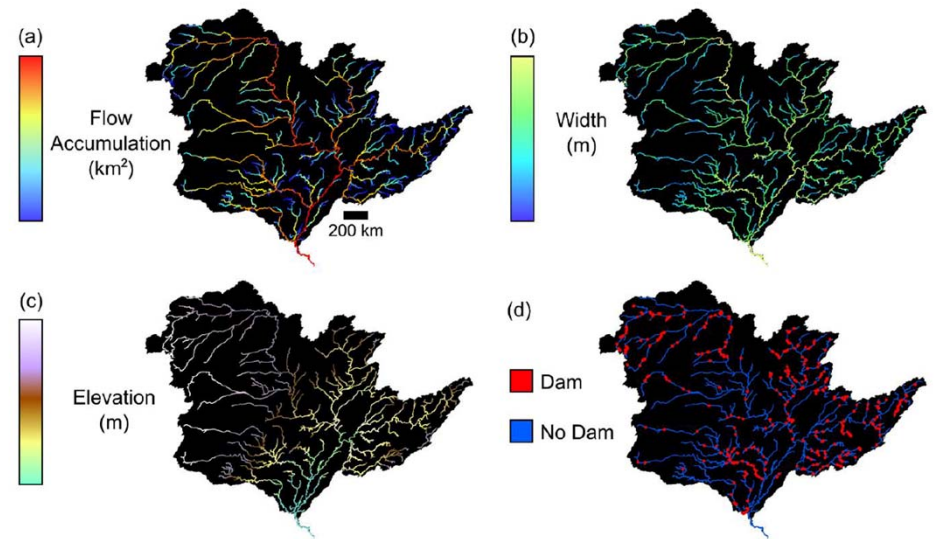 (a)
Flow
Accumulation
(km²)
200 km
(b)
Width
(m)
(c)
Elevation
(m)
(d)
Dam
No Dam